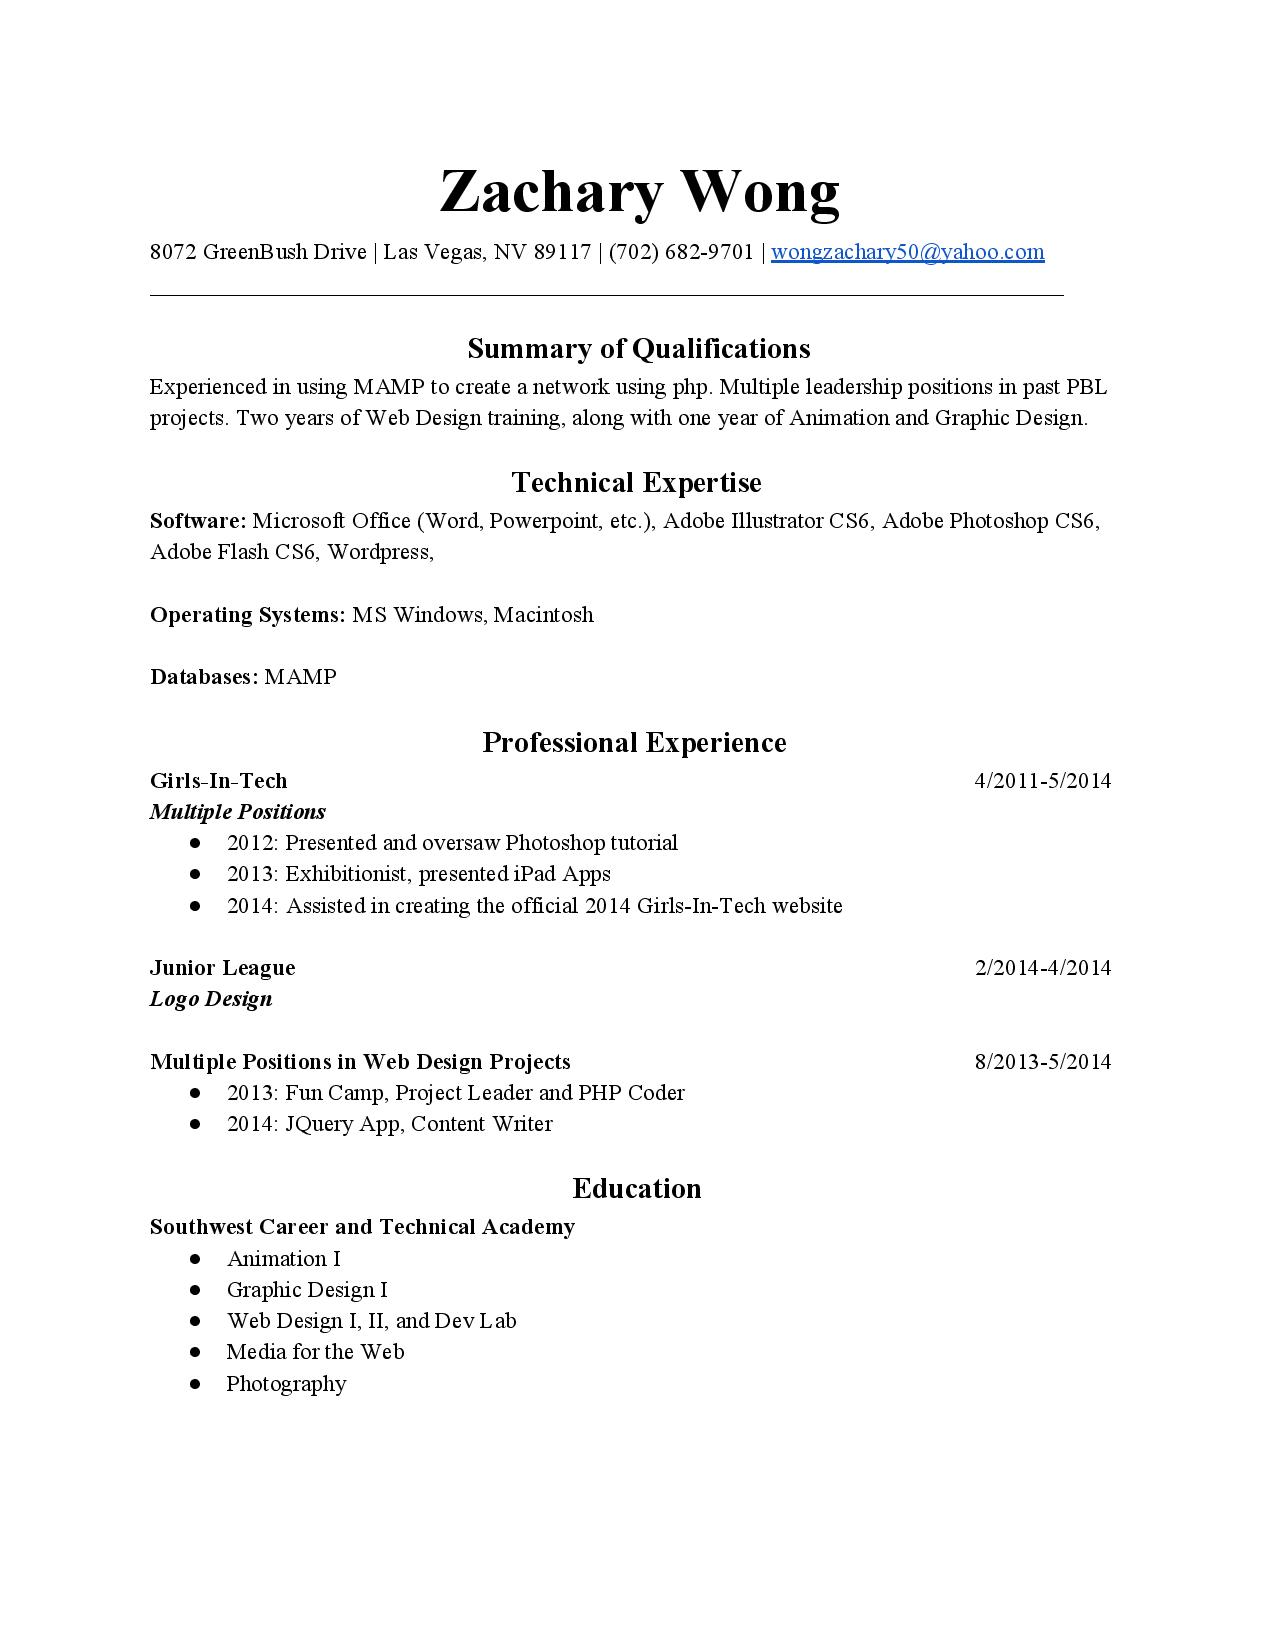 Zachary Wong
8072 GreenBush Drive | Las Vegas, NV 89117 | (702) 682-9701 | wongzachary50@yahoo.com
Summary of Qualifications
Experienced in using MAMP to create a network using php. Multiple leadership positions in past PBL
projects. Two years of Web Design training, along with one year of Animation and Graphic Design.
Technical Expertise
Software: Microsoft Office (Word, Powerpoint, etc.), Adobe Illustrator CS6, Adobe Photoshop CS6,
Adobe Flash CS6, Wordpress,
Operating Systems: MS Windows, Macintosh
Databases: MAMP
Professional Experience
Girls-In-Tech 4/2011-5/2014
Multiple Positions
● 2012: Presented and oversaw Photoshop tutorial
● 2013: Exhibitionist, presented iPad Apps
● 2014: Assisted in creating the official 2014 Girls-In-Tech website
Junior League 2/2014-4/2014
Logo Design
Multiple Positions in Web Design Projects 8/2013-5/2014
● 2013: Fun Camp, Project Leader and PHP Coder
● 2014: JQuery App, Content Writer
Education
Southwest Career and Technical Academy
● Animation I
● Graphic Design I
● Web Design I, II, and Dev Lab
● Media for the Web
● Photography